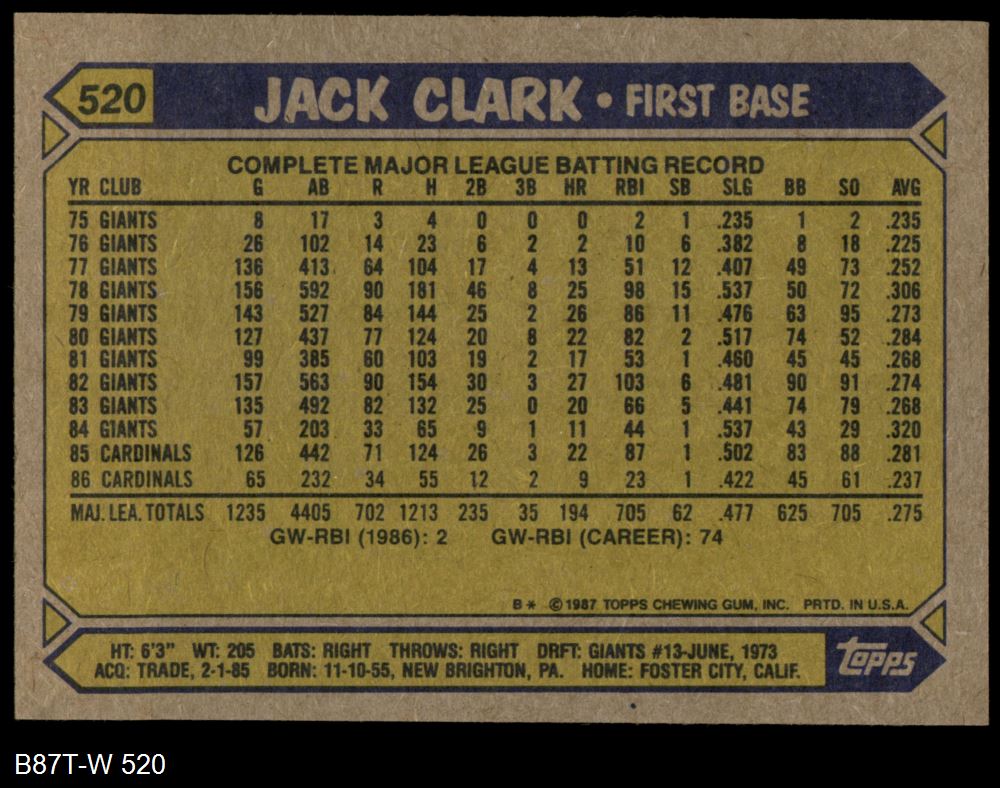 520 JACK CLARK • FIRST BASE
COMPLETE MAJOR LEAGUE BATTING RECORD
YR CLUB G AB R H 2B 3B HR RBI SB SLG BB SO AVG
75 GIANTS 8 17 3 4 0 0 0 2 1 .235 1 2 .235
76 GIANTS 26 102 14 23 6 2 2 10 6 .382 8 18 .225
77 GIANTS 136 413 64 104 17 4 13 51 12 .407 49 73 .252
78 GIANTS 156 592 90 181 46 8 25 98 15 .537 50 72 .306
79 GIANTS 143 527 84 144 25 2 26 86 11 .476 63 95 .273
80 GIANTS 127 437 77 124 20 8 22 82 2 .517 74 52 .284
81 GIANTS 99 385 60 103 19 2 17 53 1 .460 45 45 .268
82 GIANTS 157 563 90 154 30 3 27 103 6 .481 90 91 .274
83 GIANTS 135 492 82 132 25 0 20 66 5 .441 74 79 .268
84 GIANTS 57 203 33 65 9 1 11 44 1 .537 43 29 .320
85 CARDINALS 126 442 71 124 26 3 22 87 1 .502 83 88 .281
86 CARDINALS 65 232 34 55 12 2 9 23 1 .422 45 61 .237
MAJ. LEA. TOTALS 1235 4405 702 1213 235 35 194 705 62 .477 625 705 .275
GW-RBI (1986): 2 GW-RBI (CAREER): 74
B* © 1987 TOPPS CHEWING GUM, INC. PRTD. IN U.S.A.
HT: 6'3" WT: 205 BATS: RIGHT THROWS: RIGHT DRFT: GIANTS #13-JUNE, 1973
ACQ: TRADE, 2-1-85 BORN: 11-10-55, NEW BRIGHTON, PA. HOME: FOSTER CITY, CALIF.
topps
B87T-W 520